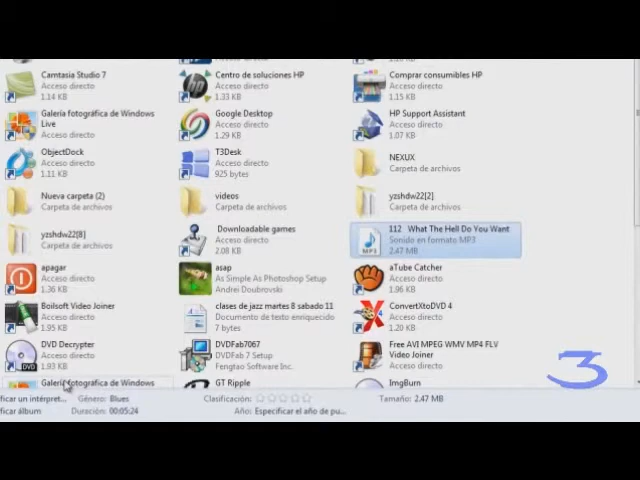 Camtasia Studio 7
Acceso directo
1.14 KB
Centro de soluciones HP
Acceso directo
1.33 KB
Comprar consumibles HP
Acceso directo
1.15 KB
Galería fotográfica de Windows
Live
Acceso directo
Google Desktop
Acceso directo
1.29 KB
HP Support Assistant
Acceso directo
1.07 KB
ObjectDock
Acceso directo
1.11 KB
T3Desk
Acceso directo
925 bytes
NEXUX
Carpeta de archivos
Nueva carpeta (2)
Carpeta de archivos
videos
Carpeta de archivos
yzshdw22[2]
Carpeta de archivos
yzshdw22[8]
Carpeta de archivos
Downloadable games
Acceso directo
2.08 KB
112 What The Hell Do You Want
Sonido en formato MP3
2.47 MB
MP3
apagar
Acceso directo
1.36 KB
asap
As Simple As Photoshop Setup
Andrei Doubrovski
aTube Catcher
Acceso directo
1.96 KB
Boilsoft Video Joiner
Acceso directo
1.95 KB
clases de jazz martes 8 sabado 11
Documento de texto enriquecido
7 bytes
ConvertXtoDVD 4
Acceso directo
1.20 KB
DVD Decrypter
Acceso directo
1.93 KB
DVD
DVDFab7067
DVDFab 7 Setup
Fengtao Software Inc.
Free AVI MPEG WMV MP4 FLV
Video Joiner
Acceso directo
Galería fotográfica de Windows
GT Ripple
ImgBurn
3
ficar un intérpret...
Género: Blues
Clasificación:
Tamaño: 2.47 MB
ficar álbum
Duración: 00:05:24
Año: Especificar el año de pu...